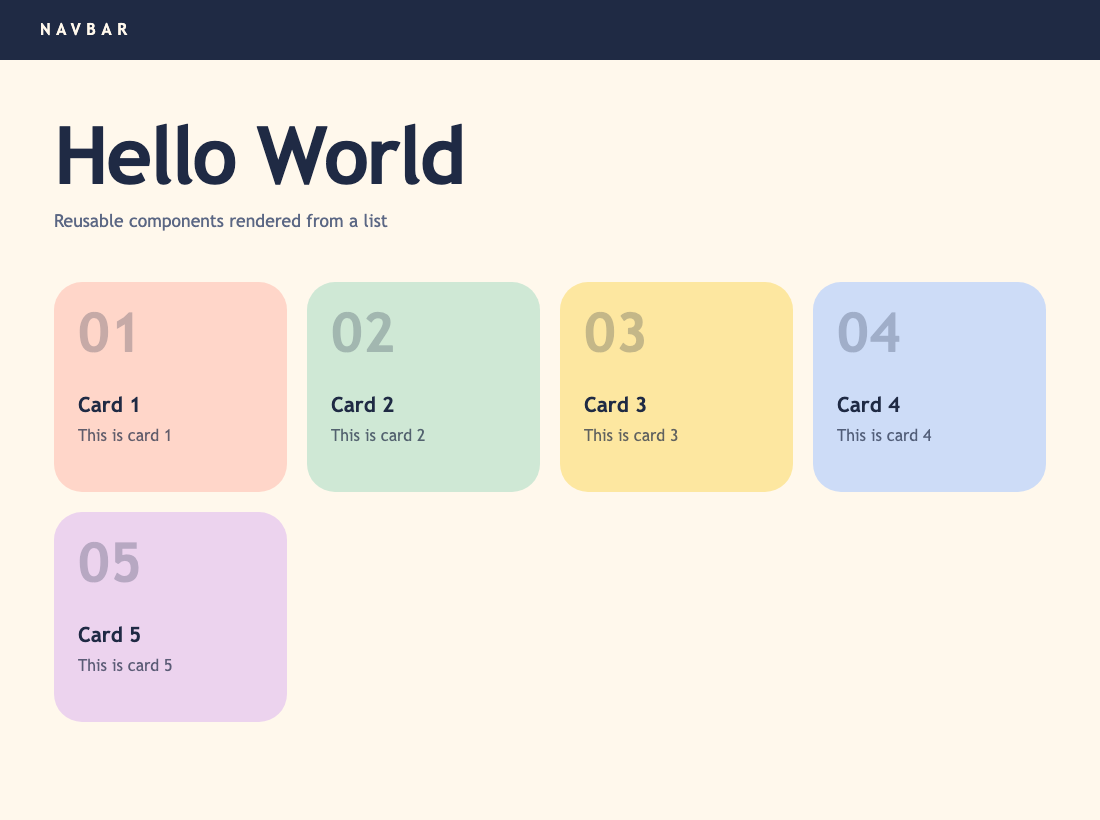 NAVBAR
Hello World
Reusable components rendered from a list
01
Card 1
This is card 1
02
Card 2
This is card 2
03
Card 3
This is card 3
04
Card 4
This is card 4
05
Card 5
This is card 5